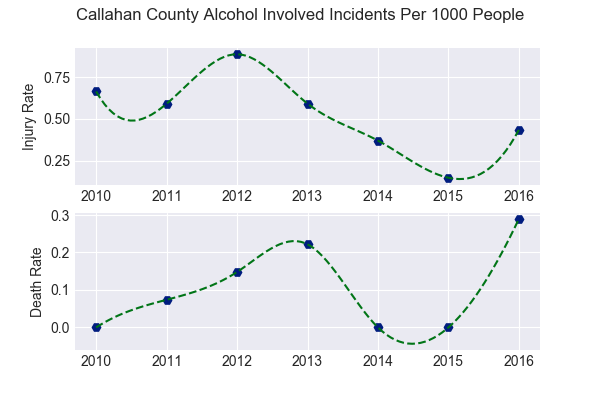 Callahan County Alcohol Involved Incidents Per 1000 People
Injury Rate
0.75
0.50
0.25
2010 2011 2012 2013 2014 2015 2016
Death Rate
0.3
0.2
0.1
0.0
2010 2011 2012 2013 2014 2015 2016